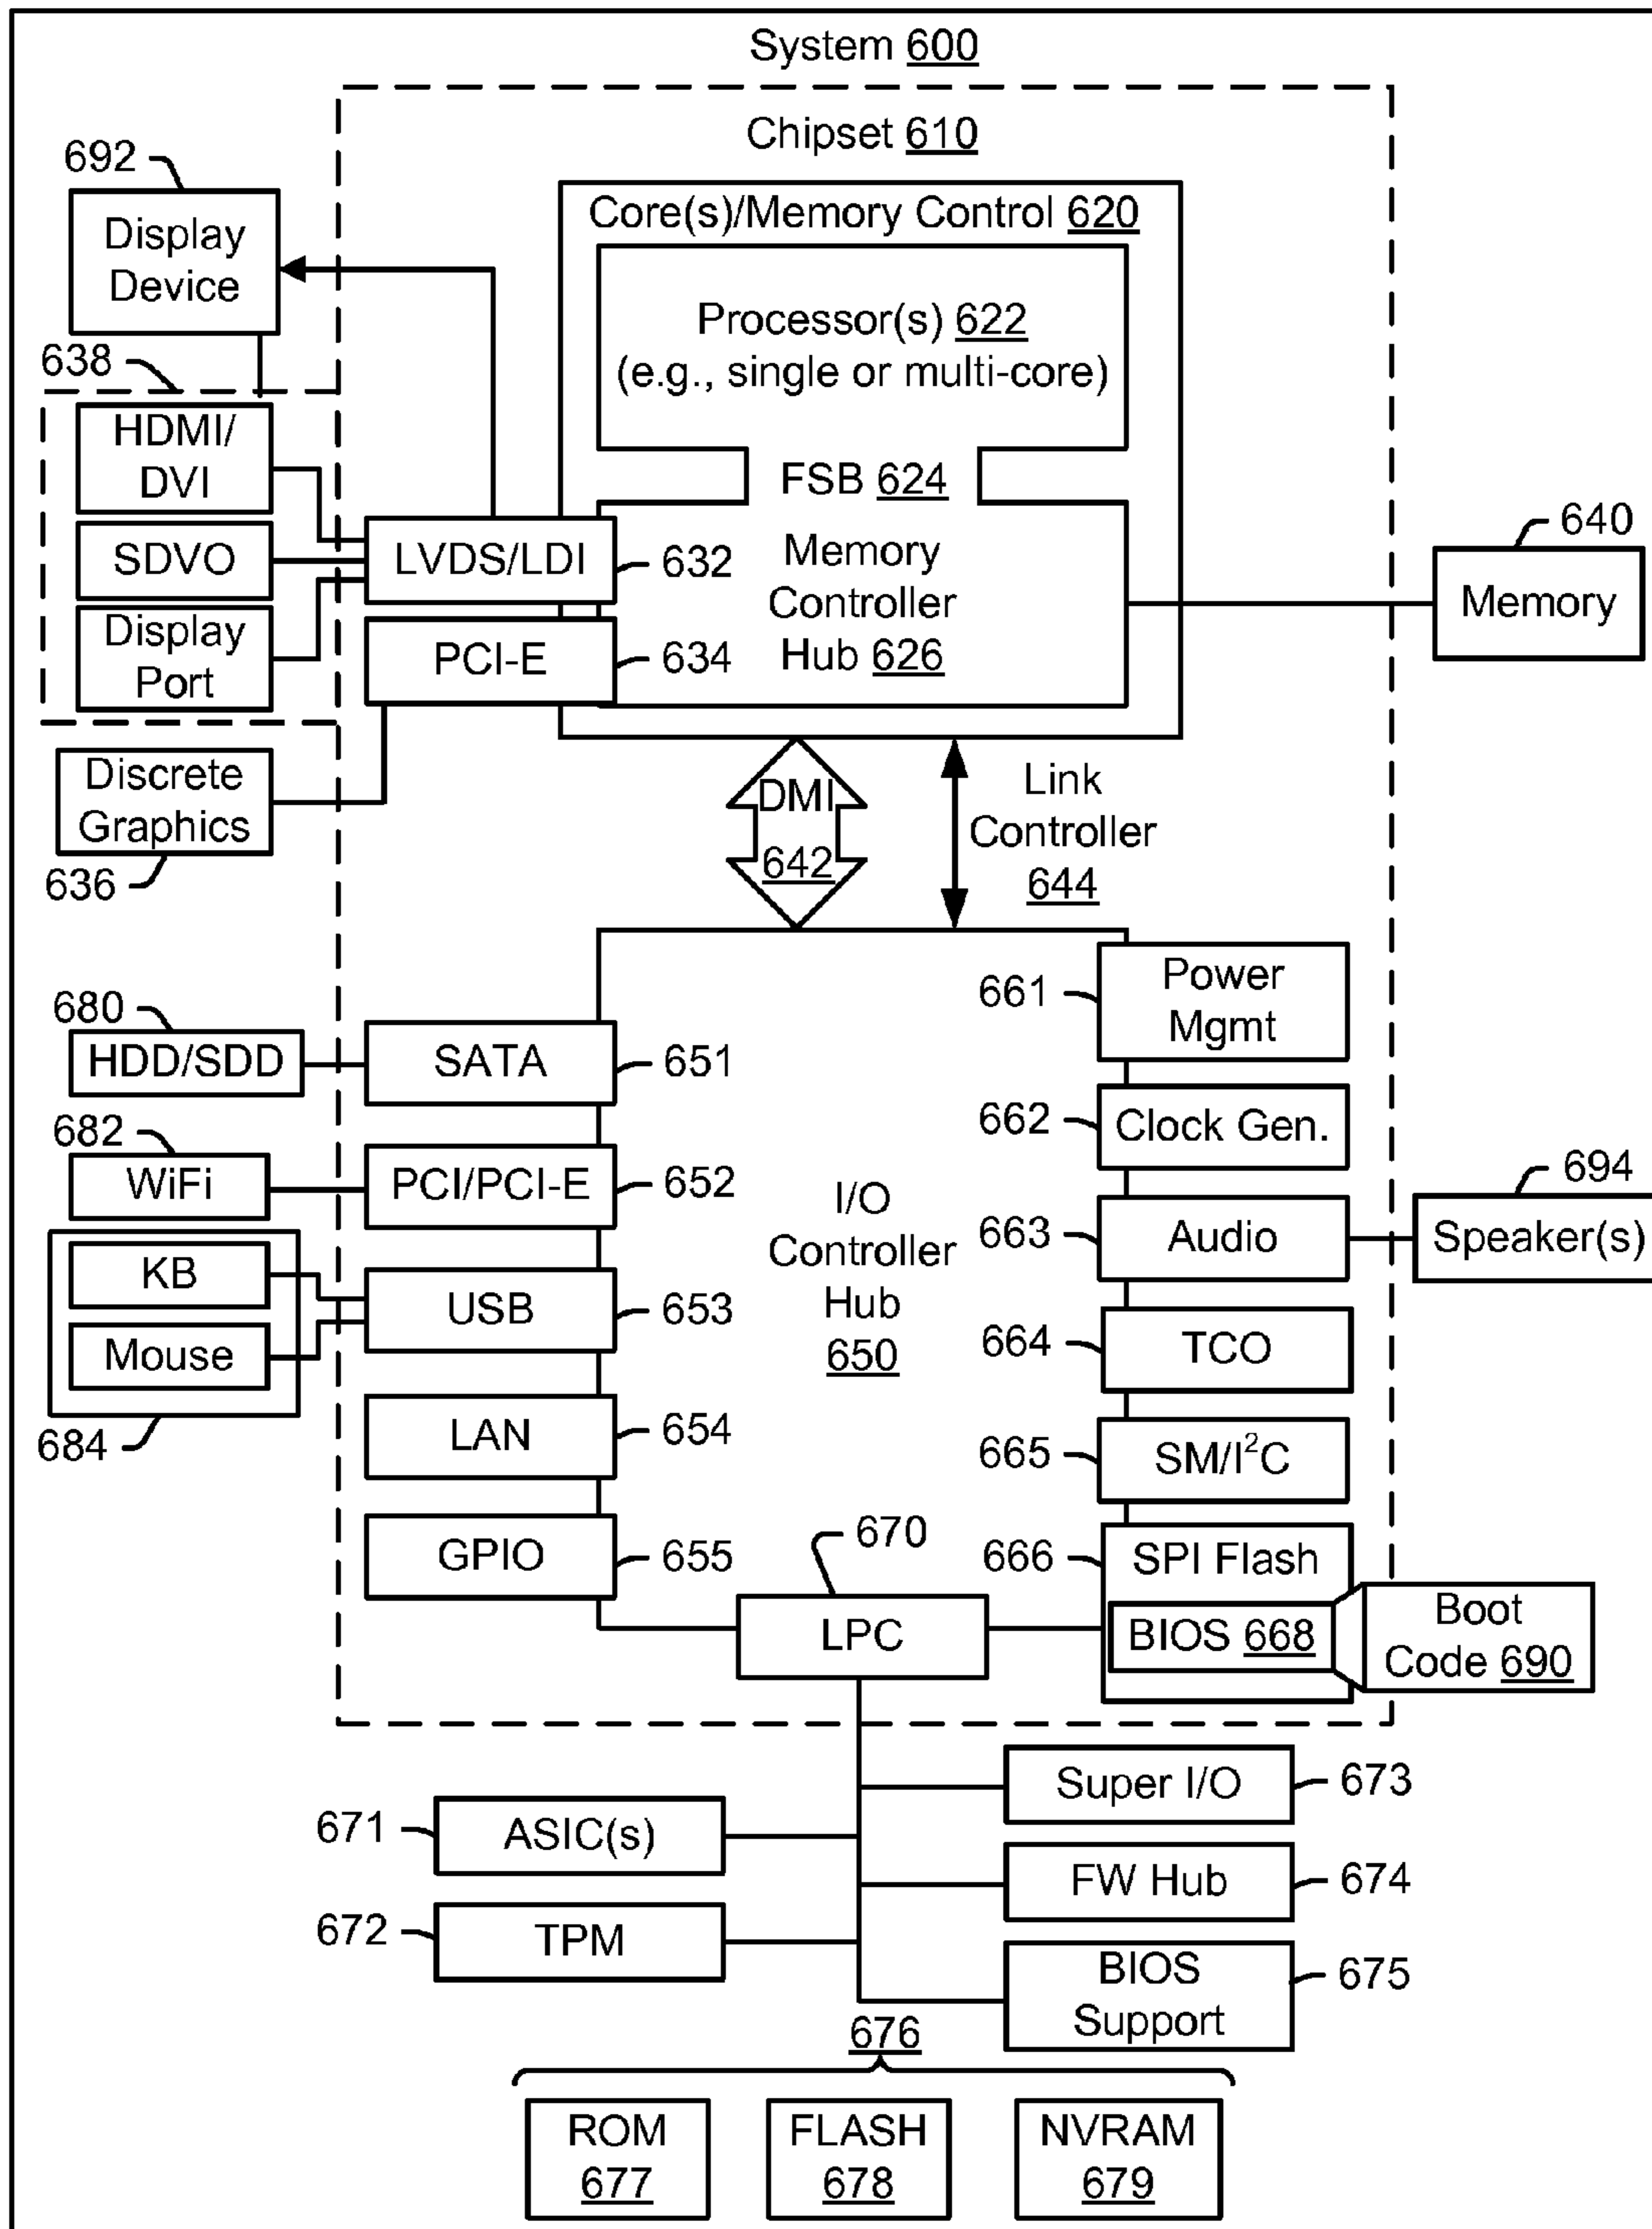 System 600
Chipset 610
692
Display
Device
Core(s)/Memory Control 620
Processor(s) 622
(e.g., single or multi-core)
638
HDMI/
DVI
SDVO
Display
Port
FSB 624
LVDS/LDI
632
PCI-E
634
Memory
Controller
Hub 626
640
Memory
Discrete
Graphics
636
DMI
642
Link
Controller
644
680
HDD/SDD
SATA
651
682
WiFi
PCI/PCI-E
652
KB
Mouse
684
USB
653
LAN
654
GPIO
655
I/O
Controller
Hub
650
661
Power
Mgmt
662
Clock Gen.
663
Audio
694
Speaker(s)
664
TCO
665
SM/I²C
666
SPI Flash
BIOS 668
Boot
Code 690
670
LPC
671
ASIC(s)
672
TPM
Super I/O
673
FW Hub
674
BIOS
Support
675
676
ROM
677
FLASH
678
NVRAM
679